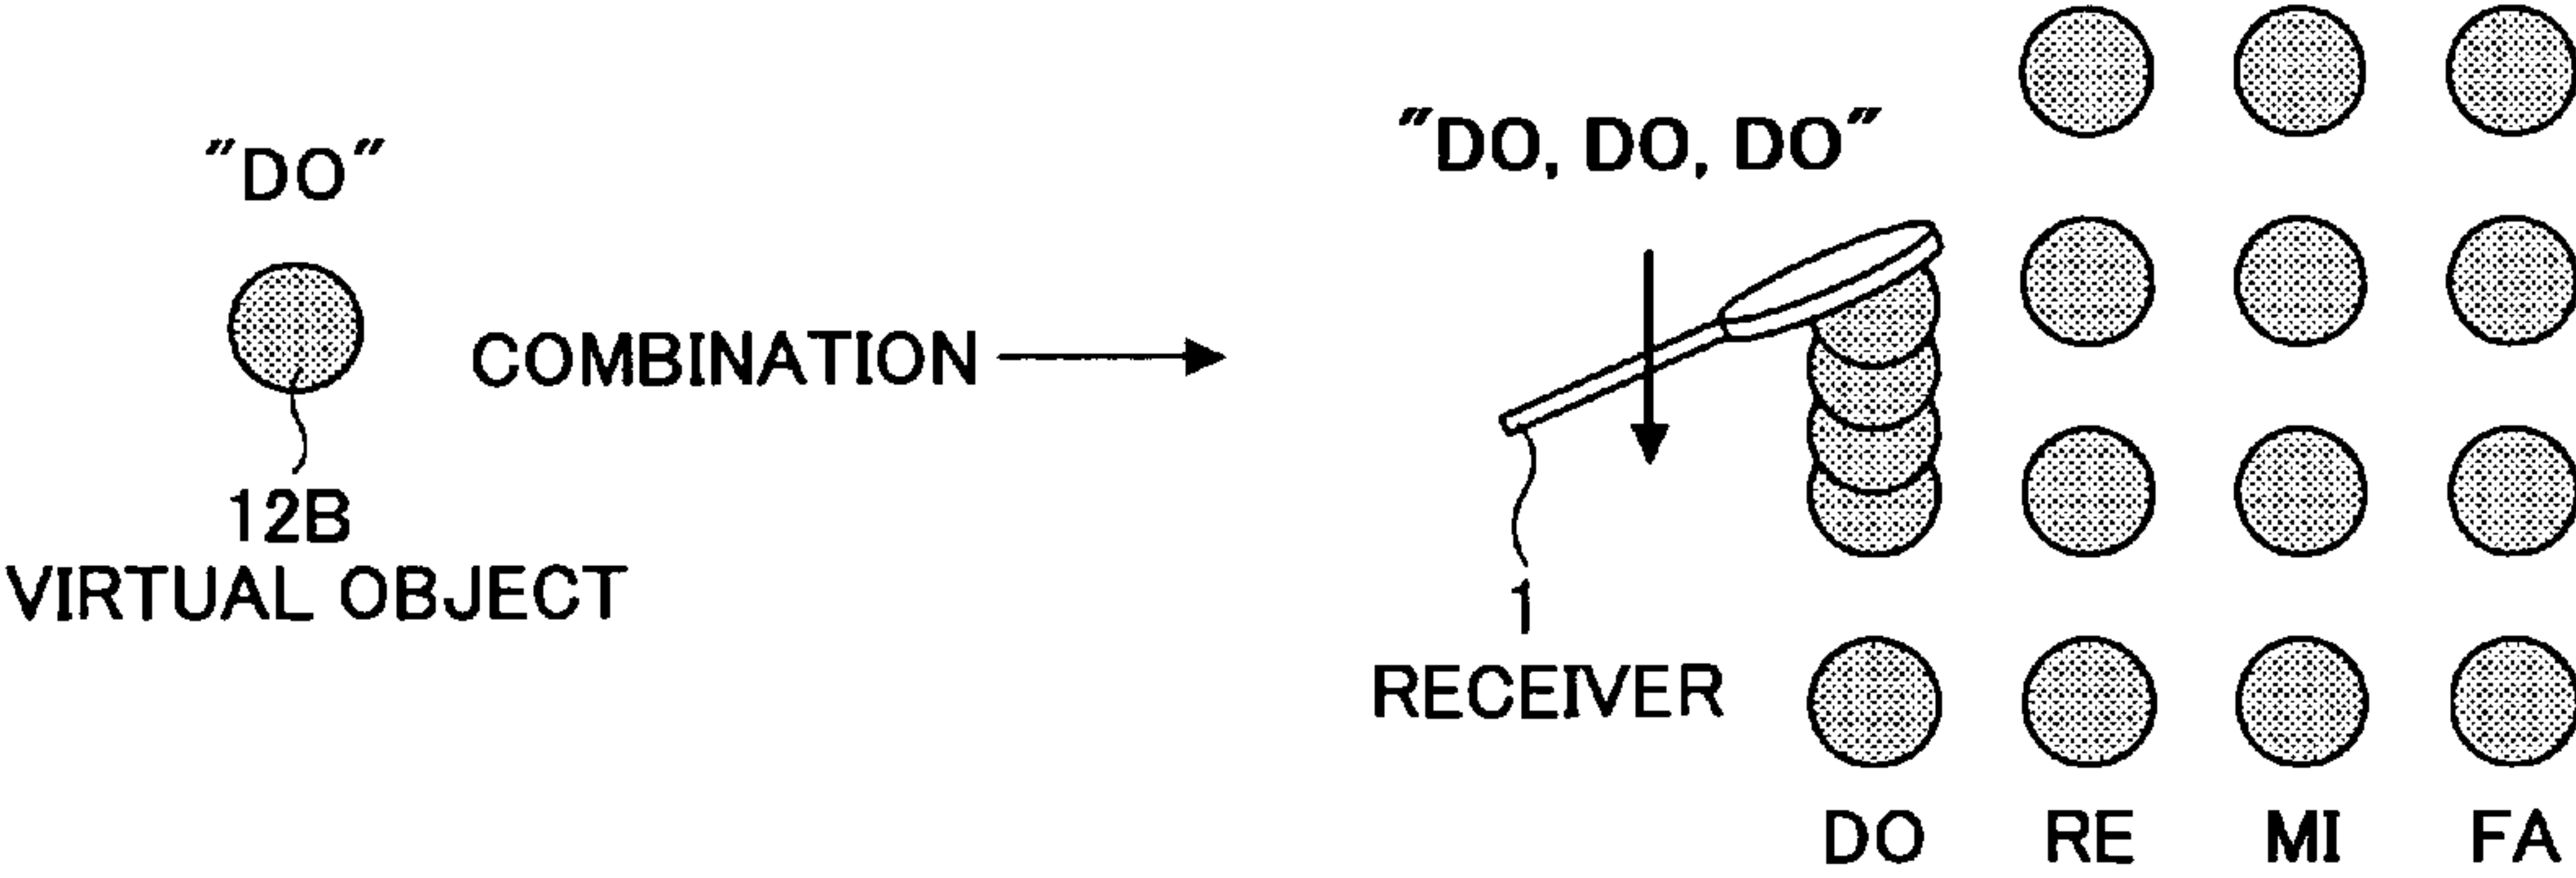 "DO"
COMBINATION
12B
VIRTUAL OBJECT
"DO, DO, DO"
1
RECEIVER
DO RE MI FA